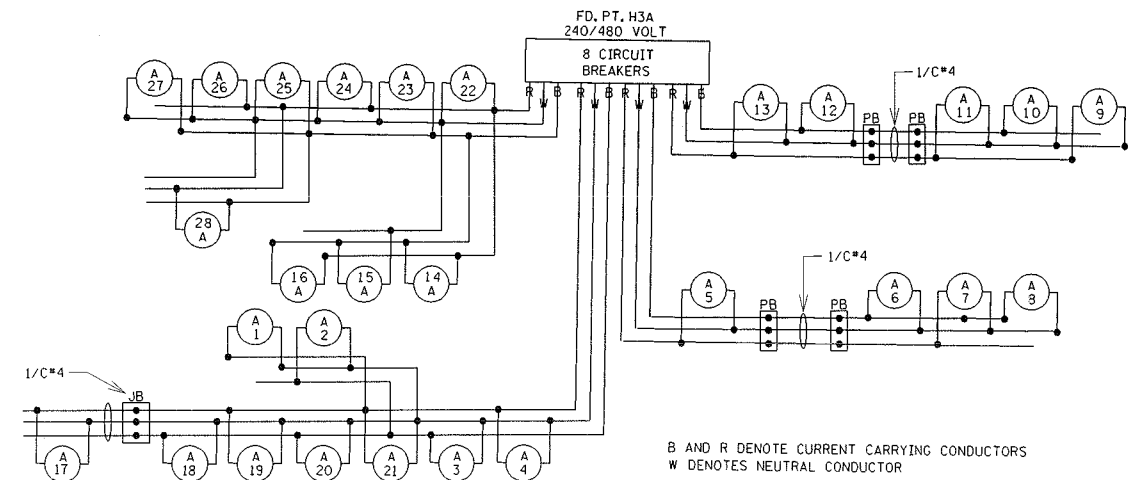 FD. PT. H3A
240/480 VOLT
8 CIRCUIT
BREAKERS
R W B R W B R W B R W B
A 27
A 26
A 25
A 24
A 23
A 22
1/C#4
A 13
A 12
PB
PB
A 11
A 10
A 9
28 A
16 A
15 A
14 A
1/C#4
A 5
PB
PB
A 6
A 7
A 8
A 1
A 2
1/C#4
JB
A 17
A 18
A 19
A 20
A 21
A 3
A 4
B AND R DENOTE CURRENT CARRYING CONDUCTORS
W DENOTES NEUTRAL CONDUCTOR